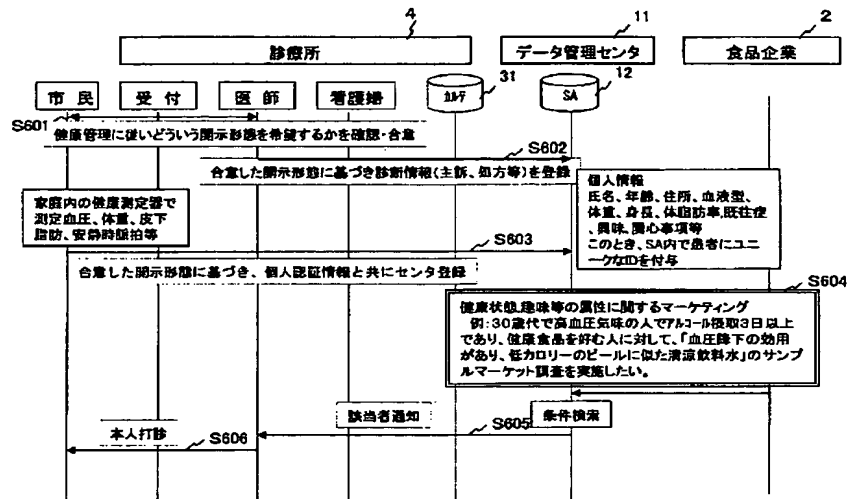 4
11
2
診療所
データ管理センタ
食品企業
31
12
市民
受付
医師
看護婦
カルテ
SA
S601
健康管理に従いどういう開示形態を希望するかを確認・合意
S602
合意した開示形態に基づき診断情報(主訴、処方等)を登録
個人情報
氏名、年齢、住所、血液型、
体重、身長、体脂肪率、既往症、
興味、関心事項等
このとき、SA内で患者にユニ
ークなIDを付与
家庭内の健康測定器で
測定血圧、体重、皮下
脂肪、安静時脈拍等
S603
合意した開示形態に基づき、個人認証情報と共にセンタ登録
S604
健康状態、趣味等の属性に関するマーケティング
例:30歳代で高血圧気味の人でアルコール摂取3日以上
であり、健康食品を好む人に対して、「血圧降下の効用
があり、低カロリーのビールに似た清涼飲料水」のサンプ
ルマーケット調査を実施したい。
該当者通知
条件検索
S605
本人打診
S606